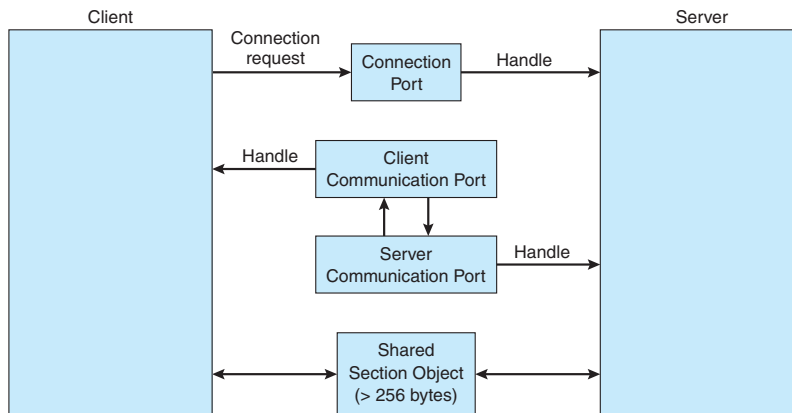 Client
Server
Connection
request
Connection
Port
Handle
Handle
Client
Communication Port
Server
Communication Port
Handle
Shared
Section Object
(> 256 bytes)